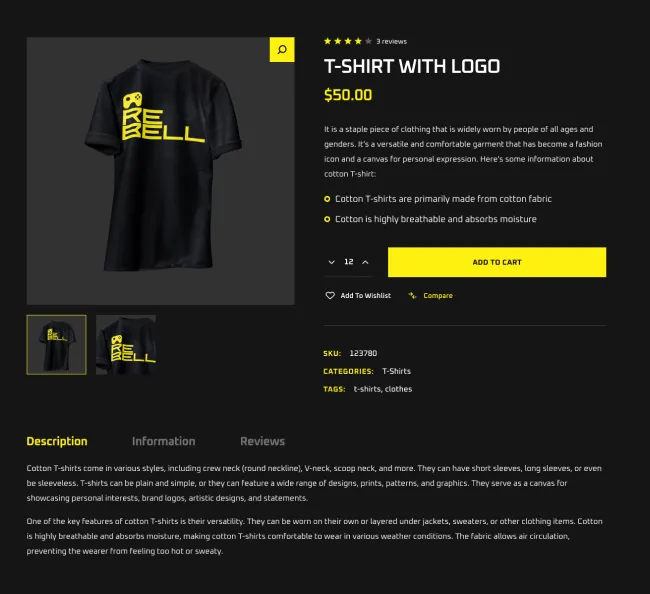 RE
BELL
RE
BELL
RE
BELL
3 reviews
T-SHIRT WITH LOGO
$50.00
It is a staple piece of clothing that is widely worn by people of all ages and
genders. It's a versatile and comfortable garment that has become a fashion
icon and a canvas for personal expression. Here's some information about
cotton T-shirt:
Cotton T-shirts are primarily made from cotton fabric
Cotton is highly breathable and absorbs moisture
12
ADD TO CART
Add To Wishlist
Compare
SKU: 123780
CATEGORIES: T-Shirts
TAGS: t-shirts, clothes
Description
Information
Reviews
Cotton T-shirts come in various styles, including crew neck (round neckline), V-neck, scoop neck, and more. They can have short sleeves, long sleeves, or even
be sleeveless. T-shirts can be plain and simple, or they can feature a wide range of designs, prints, patterns, and graphics. They serve as a canvas for
showcasing personal interests, brand logos, artistic designs, and statements.
One of the key features of cotton T-shirts is their versatility. They can be worn on their own or layered under jackets, sweaters, or other clothing items. Cotton
is highly breathable and absorbs moisture, making cotton T-shirts comfortable to wear in various weather conditions. The fabric allows air circulation,
preventing the wearer from feeling too hot or sweaty.